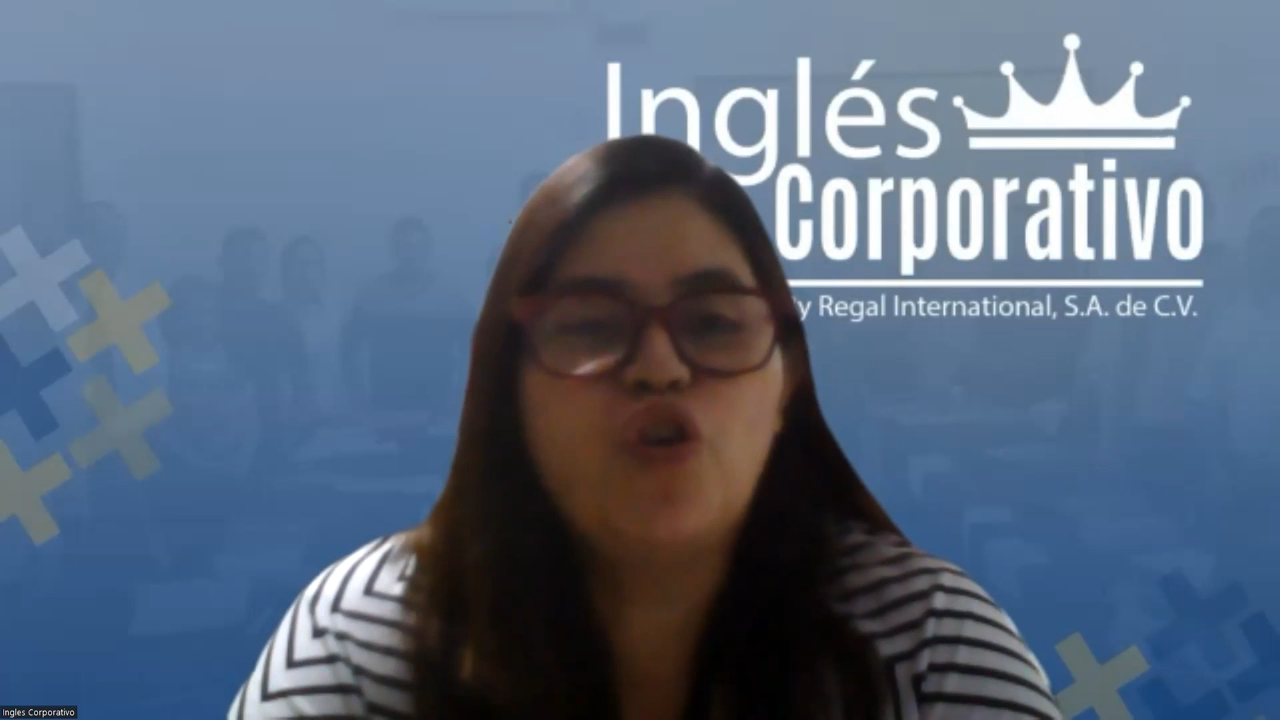 Inglés
Corporativo
y Regal International, S.A. de C.V.
Ingles Corporativo